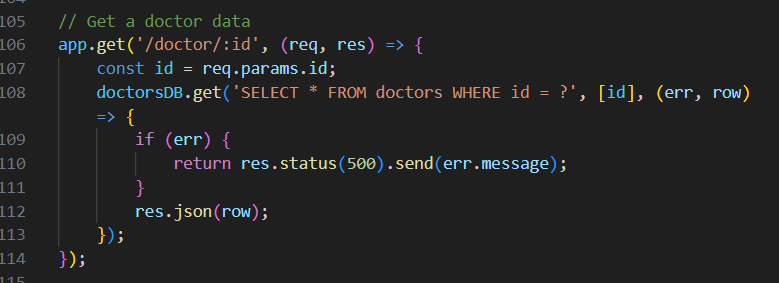 105 // Get a doctor data
106 app.get('/doctor/:id', (req, res) => {
107 const id = req.params.id;
108 doctorsDB.get('SELECT * FROM doctors WHERE id = ?', [id], (err, row)
=> {
109 if (err) {
110 return res.status(500).send(err.message);
111 }
112 res.json(row);
113 });
114 });